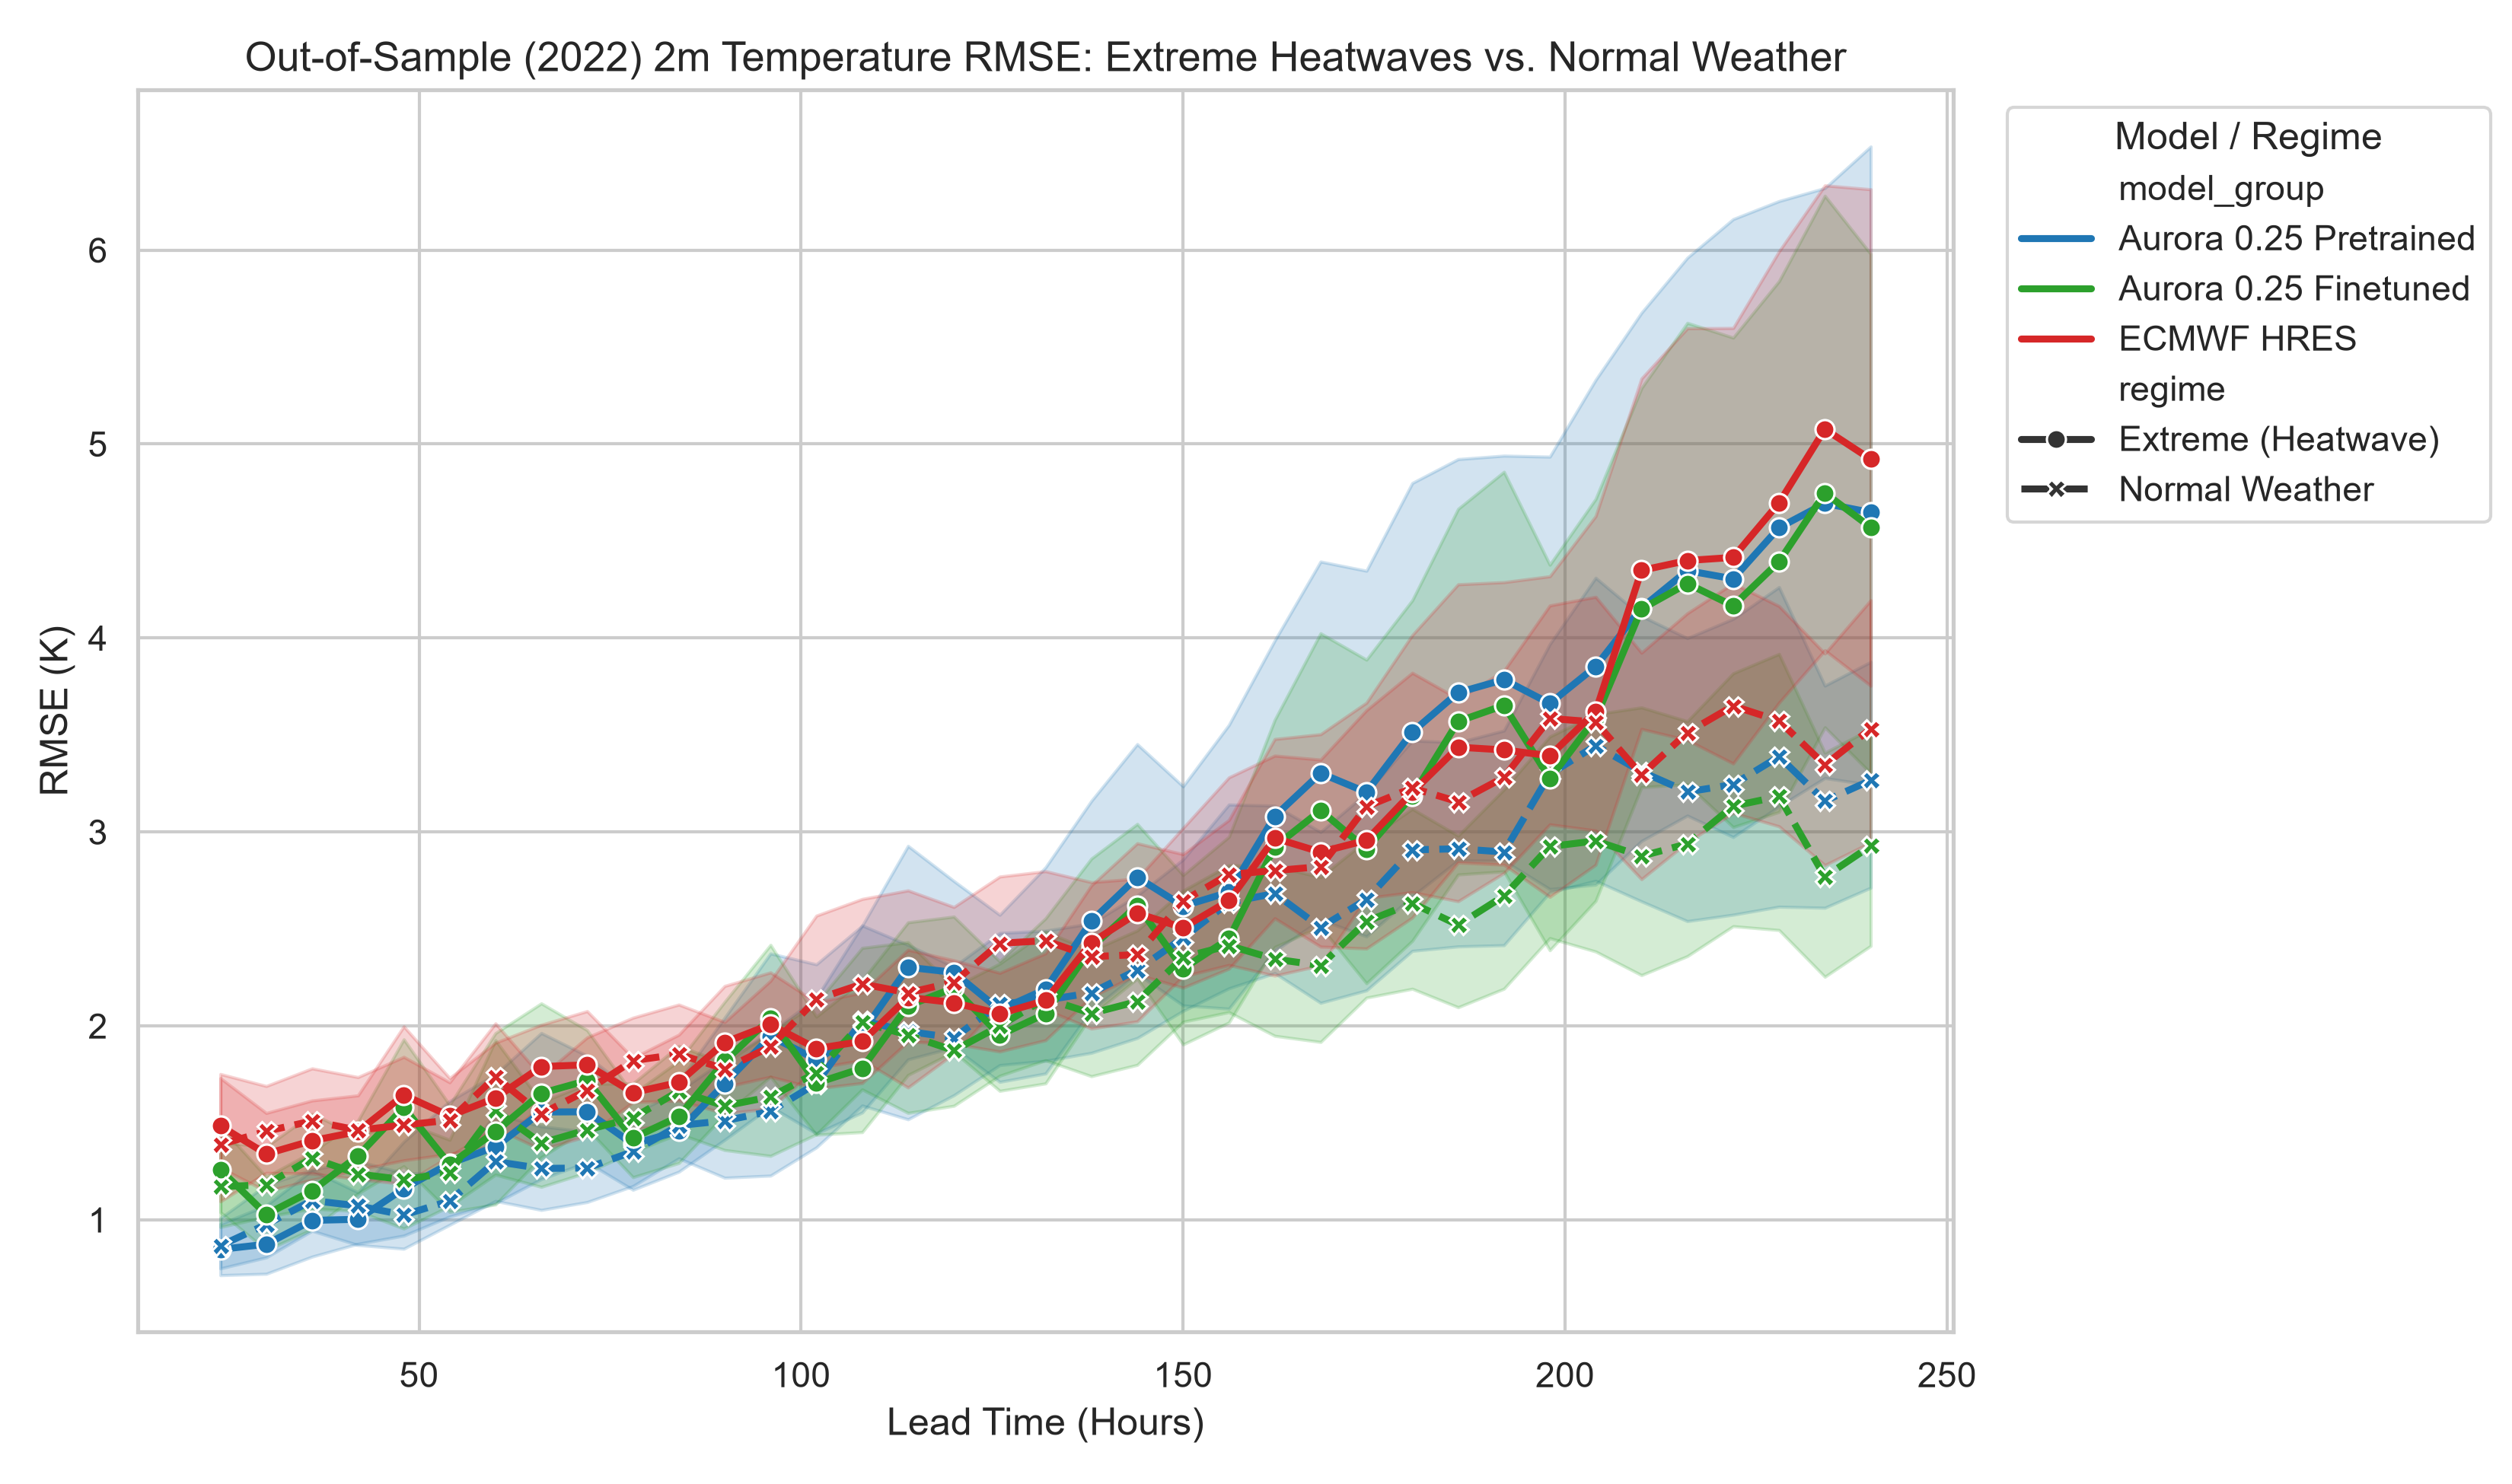 Out-of-Sample (2022) 2m Temperature RMSE: Extreme Heatwaves vs. Normal Weather
Model / Regime
model_group
Aurora 0.25 Pretrained
Aurora 0.25 Finetuned
ECMWF HRES
regime
Extreme (Heatwave)
Normal Weather
RMSE (K)
6
5
4
3
2
1
50
100
150
200
250
Lead Time (Hours)